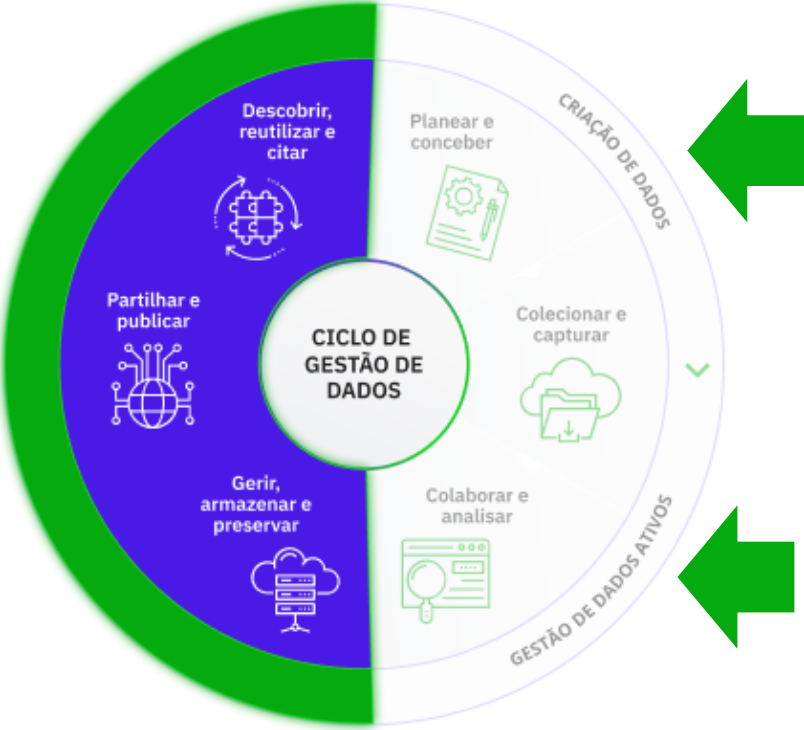 Descobrir,
reutilizar e
citar
Planear e
conceber
CRIAÇÃO DE DADOS
Partilhar e
publicar
CICLO DE
GESTÃO DE
DADOS
Colecionar e
capturar
Gerir,
armazenar e
preservar
Colaborar e
analisar
GESTÃO DE DADOS ATIVOS